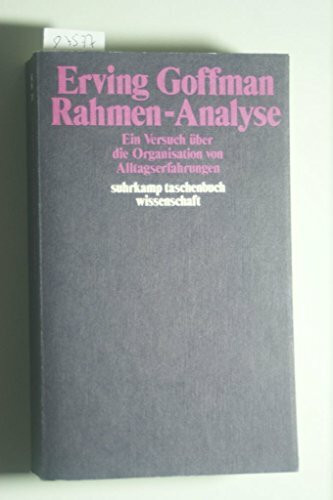 Erving Goffman
Rahmen-Analyse
Ein Versuch über
die Organisation von
Alltagserfahrungen
suhrkamp taschenbuch
wissenschaft